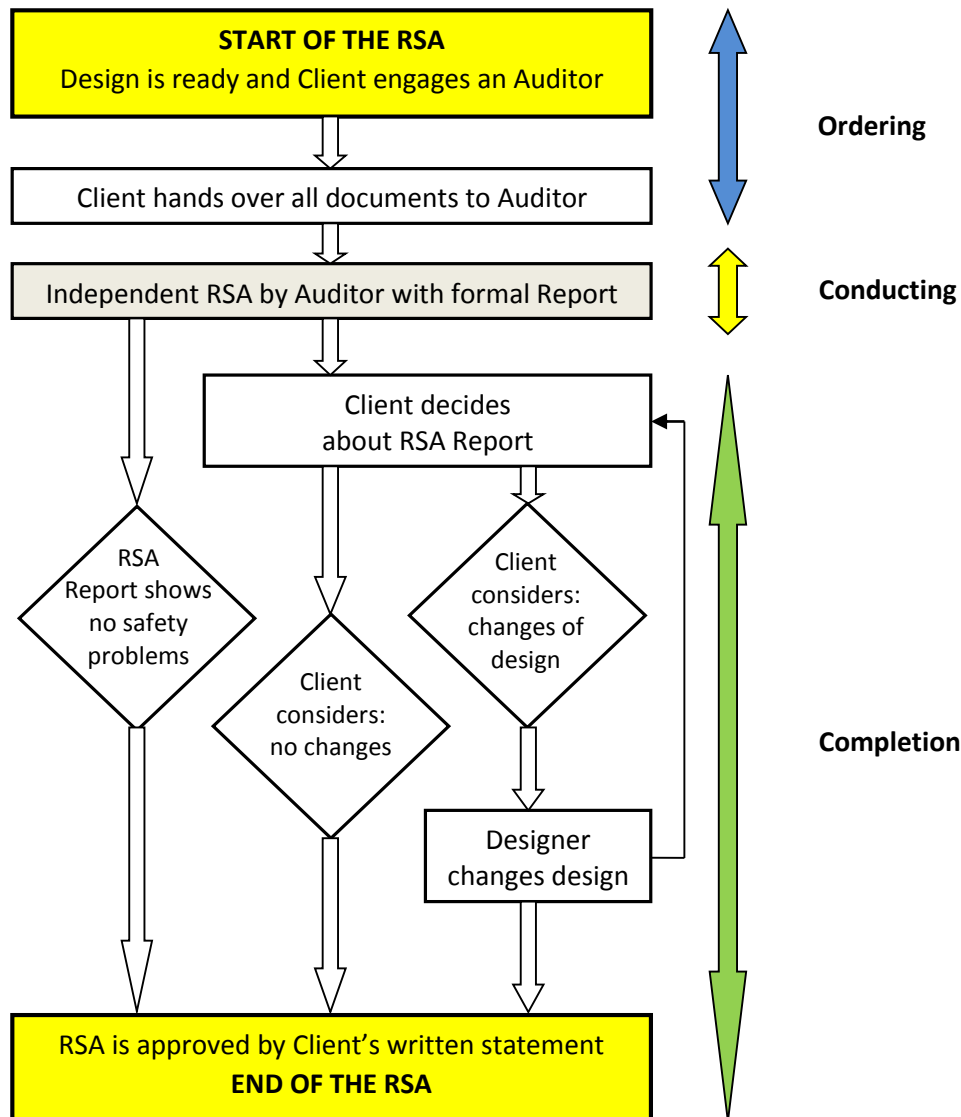 START OF THE RSA
Design is ready and Client engages an Auditor
Ordering
Client hands over all documents to Auditor
Independent RSA by Auditor with formal Report
Conducting
Client decides
about RSA Report
RSA
Report shows
no safety
problems
Client
considers:
no changes
Client
considers:
changes of
design
Completion
Designer
changes design
RSA is approved by Client’s written statement
END OF THE RSA